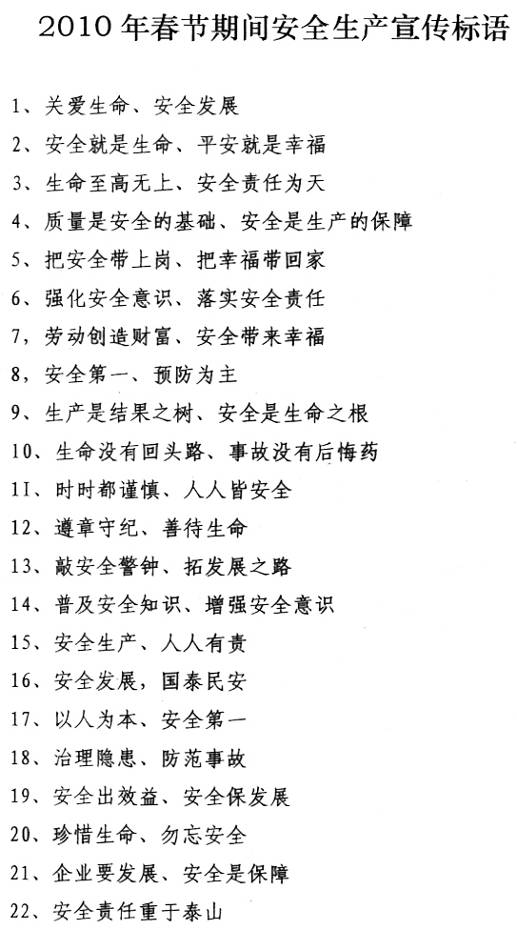 2010年春节期间安全生产宣传标语
1、关爱生命、安全发展
2、安全就是生命、平安就是幸福
3、生命至高无上、安全责任为天
4、质量是安全的基础、安全是生产的保障
5、把安全带上岗、把幸福带回家
6、强化安全意识、落实安全责任
7，劳动创造财富、安全带来幸福
8，安全第一、预防为主
9、生产是结果之树、安全是生命之根
10、生命没有回头路、事故没有后悔药
11、时时都谨慎、人人皆安全
12、遵章守纪、善待生命
13、敲安全警钟、拓发展之路
14、普及安全知识、增强安全意识
15、安全生产、人人有责
16、安全发展，国泰民安
17、以人为本、安全第一
18、治理隐患、防范事故
19、安全出效益、安全保发展
20、珍惜生命、勿忘安全
21、企业要发展、安全是保障
22、安全责任重于泰山